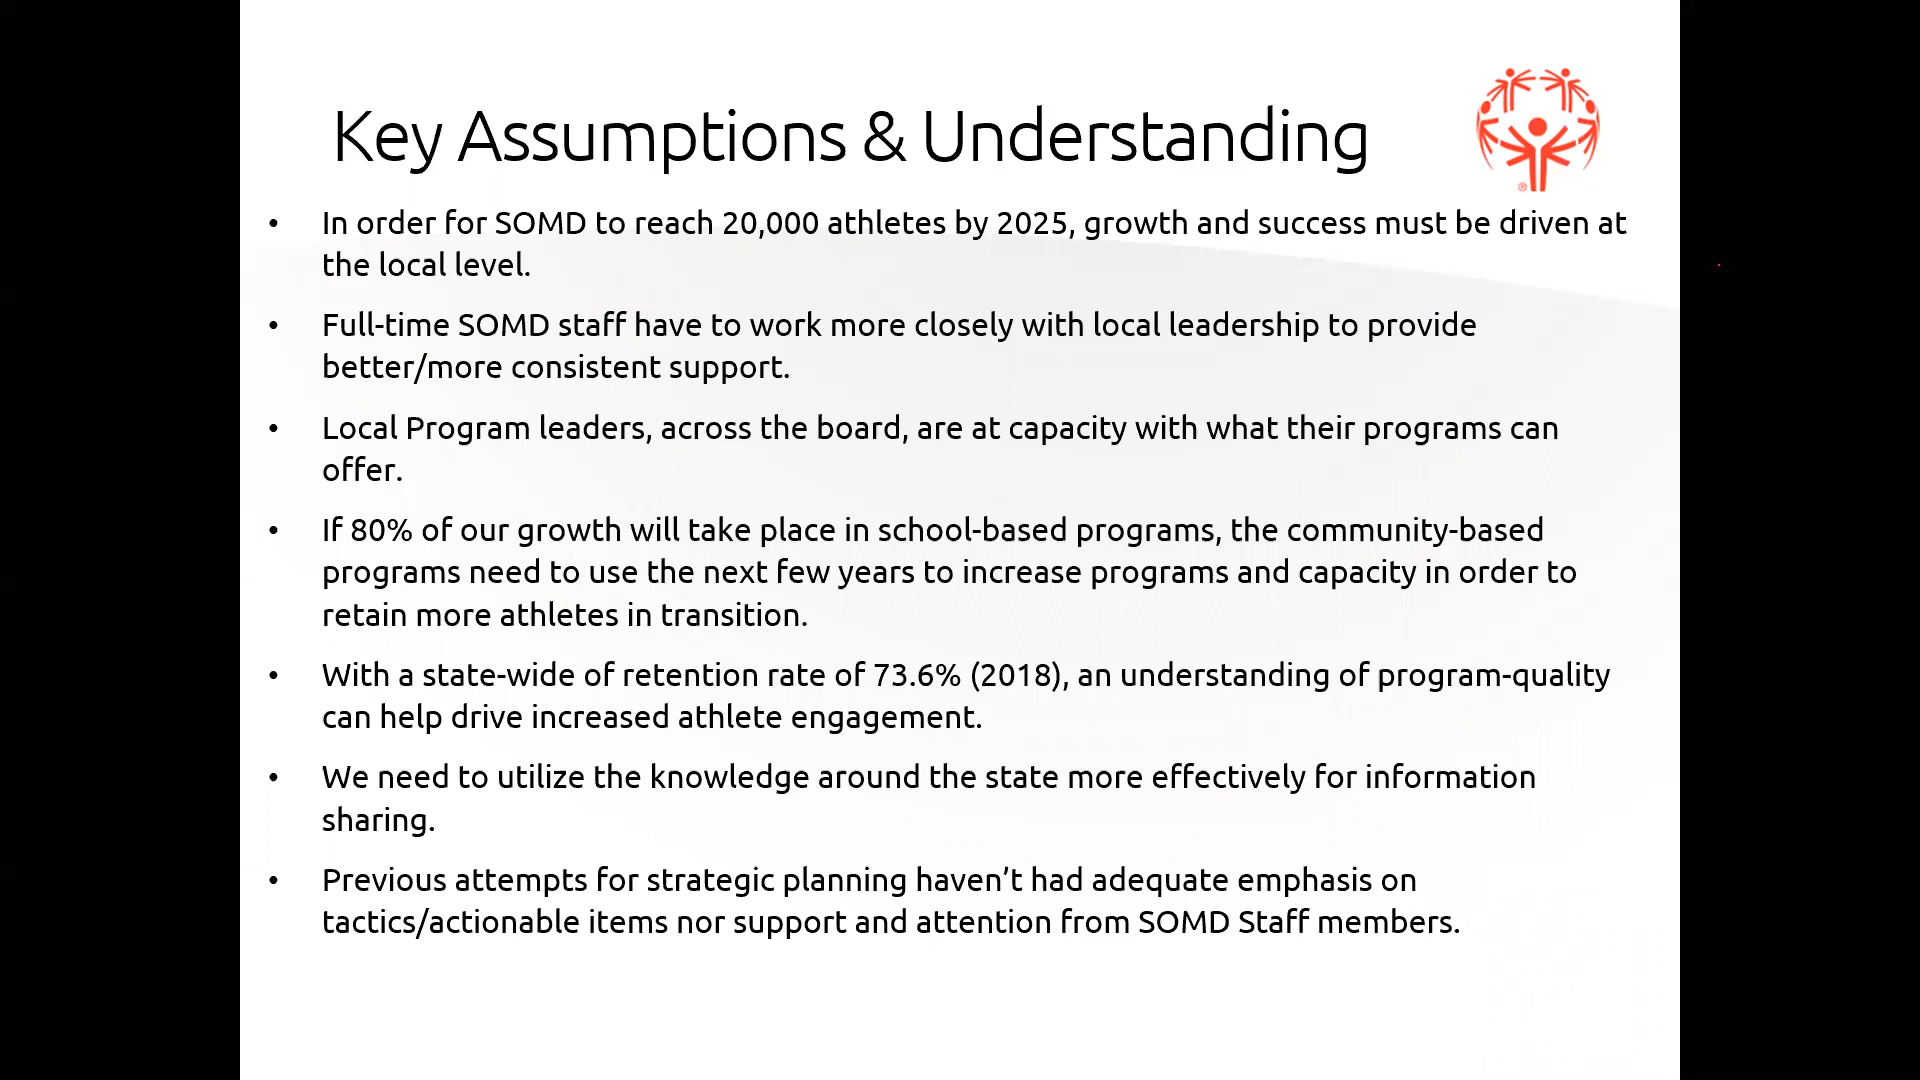 Key Assumptions & Understanding
®
• In order for SOMD to reach 20,000 athletes by 2025, growth and success must be driven at
the local level.
• Full-time SOMD staff have to work more closely with local leadership to provide
better/more consistent support.
• Local Program leaders, across the board, are at capacity with what their programs can
offer.
• If 80% of our growth will take place in school-based programs, the community-based
programs need to use the next few years to increase programs and capacity in order to
retain more athletes in transition.
• With a state-wide of retention rate of 73.6% (2018), an understanding of program-quality
can help drive increased athlete engagement.
• We need to utilize the knowledge around the state more effectively for information
sharing.
• Previous attempts for strategic planning haven’t had adequate emphasis on
tactics/actionable items nor support and attention from SOMD Staff members.